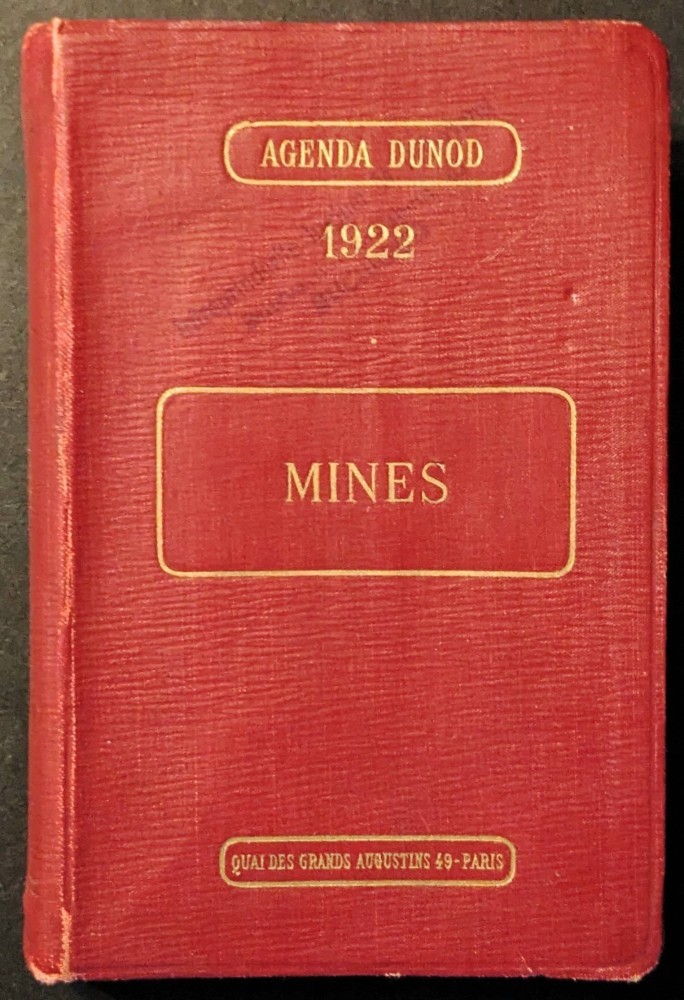 AGENDA DUNOD
1922
MINES
QUAI DES GRANDS AUGUSTINS 49-PARIS